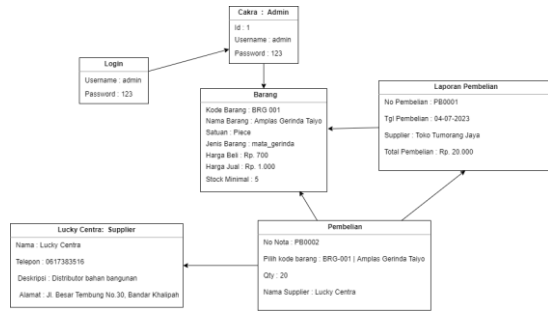 Cakra : Admin
Id : 1
Username : admin
Password : 123
Login
Username : admin
Password : 123
Barang
Kode Barang : BRG 001
Nama Barang : Amplas Gerinda Taiyo
Satuan : Piece
Jenis Barang : mata_gerinda
Harga Beli : Rp. 700
Harga Jual : Rp. 1.000
Stock Minimal : 5
Laporan Pembelian
No Pembelian : PB0001
Tgl Pembelian : 04-07-2023
Supplier : Toko Tumorang Jaya
Total Pembelian : Rp. 20.000
Lucky Centra: Supplier
Nama : Lucky Centra
Telepon : 0617383516
Deskripsi : Distributor bahan bangunan
Alamat : Jl. Besar Tembung No.30, Bandar Khalipah
Pembelian
No Nota : PB0002
Pilih kode barang : BRG-001 | Amplas Gerinda Taiyo
Qty : 20
Nama Supplier : Lucky Centra